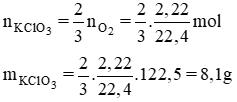 n_KClO₃ = 2/3 n_O₂ = 2/3 . 2,22/22,4 mol
m_KClO₃ = 2/3 . 2,22/22,4 .122,5 = 8,1g